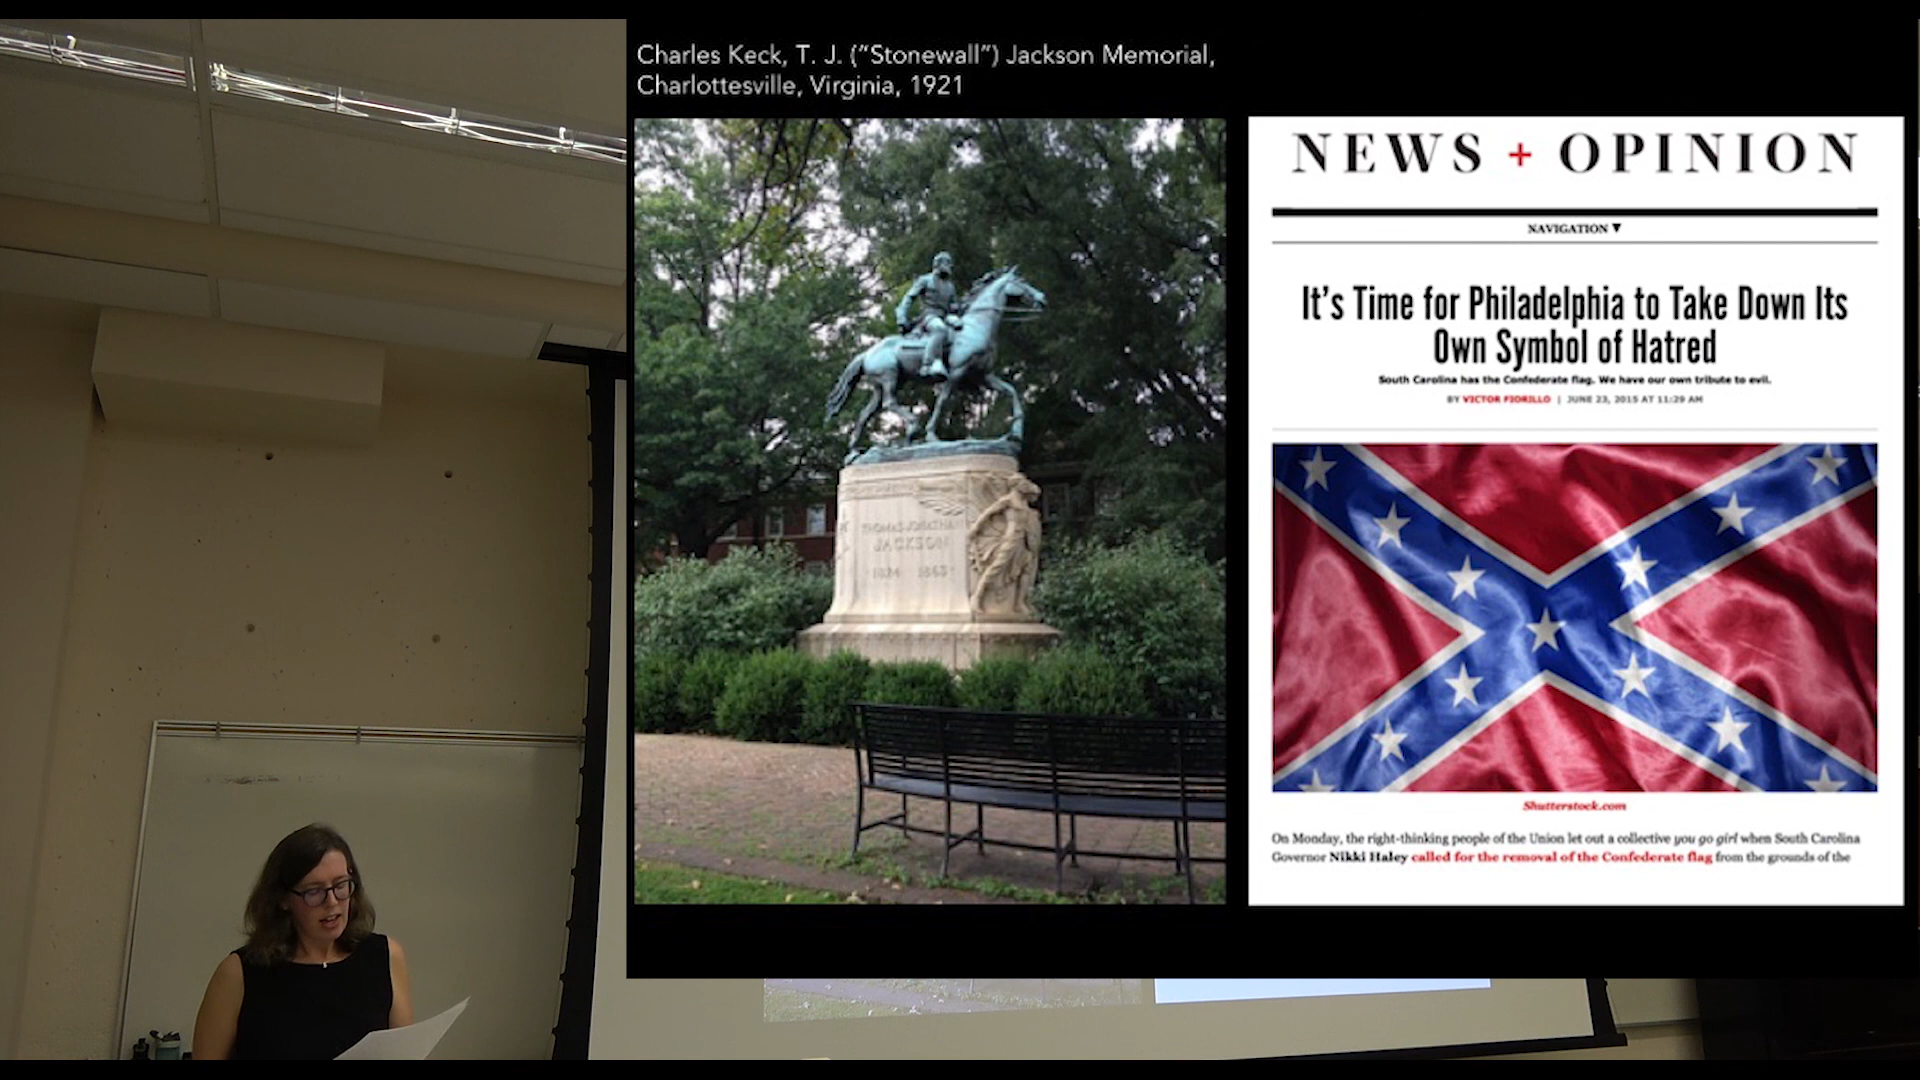 Charles Keck, T. J. (“Stonewall”) Jackson Memorial,
Charlottesville, Virginia, 1921
THOMAS JONATHAN
JACKSON
1824 1863
NEWS + OPINION
NAVIGATION ▼
It’s Time for Philadelphia to Take Down Its
Own Symbol of Hatred
South Carolina has the Confederate flag. We have our own tribute to evil.
BY VICTOR FIORILLO | JUNE 23, 2015 AT 11:29 AM
Shutterstock.com
On Monday, the right-thinking people of the Union let out a collective you go girl when South Carolina
Governor Nikki Haley called for the removal of the Confederate flag from the grounds of the